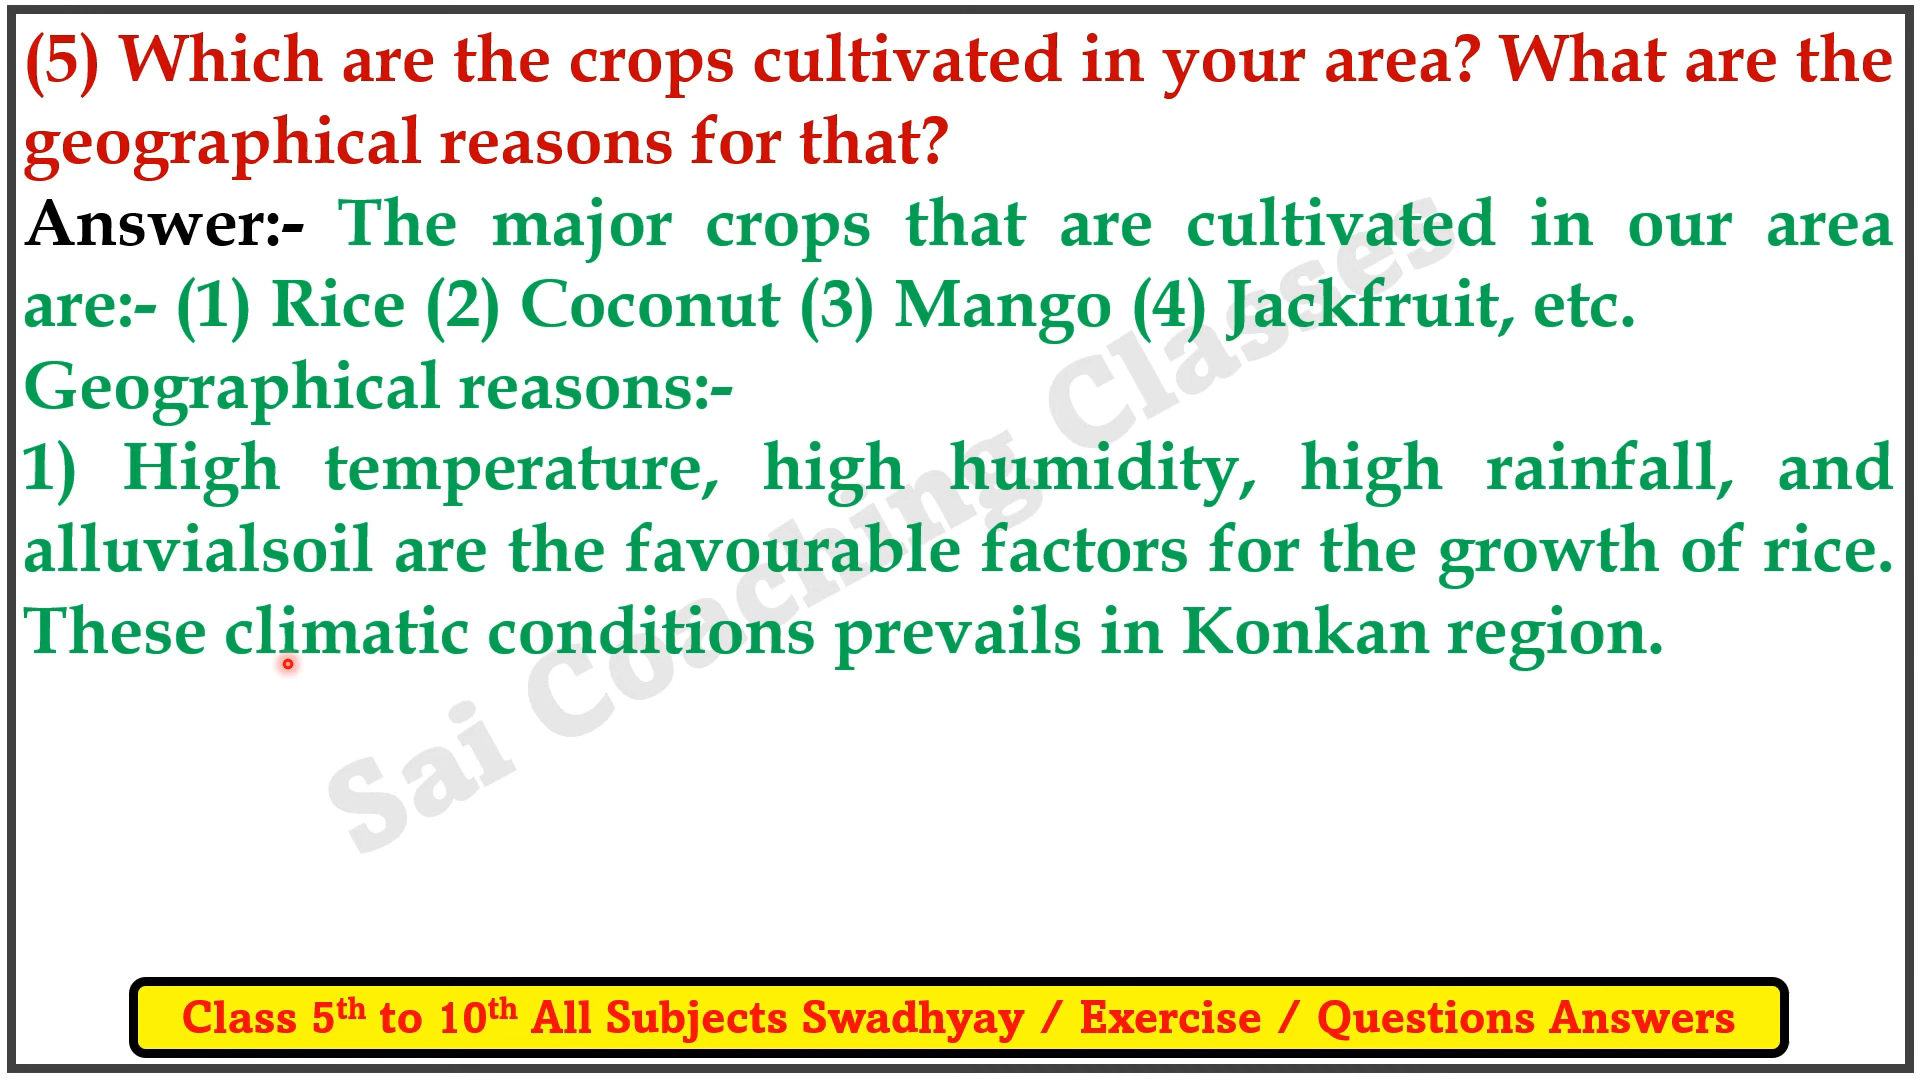 (5) Which are the crops cultivated in your area? What are the
geographical reasons for that?
Answer:- The major crops that are cultivated in our area
are:- (1) Rice (2) Coconut (3) Mango (4) Jackfruit, etc.
Geographical reasons:-
1) High temperature, high humidity, high rainfall, and
alluvialsoil are the favourable factors for the growth of rice.
These climatic conditions prevails in Konkan region.
Sai Coaching Classes
Class 5th to 10th All Subjects Swadhyay / Exercise / Questions Answers